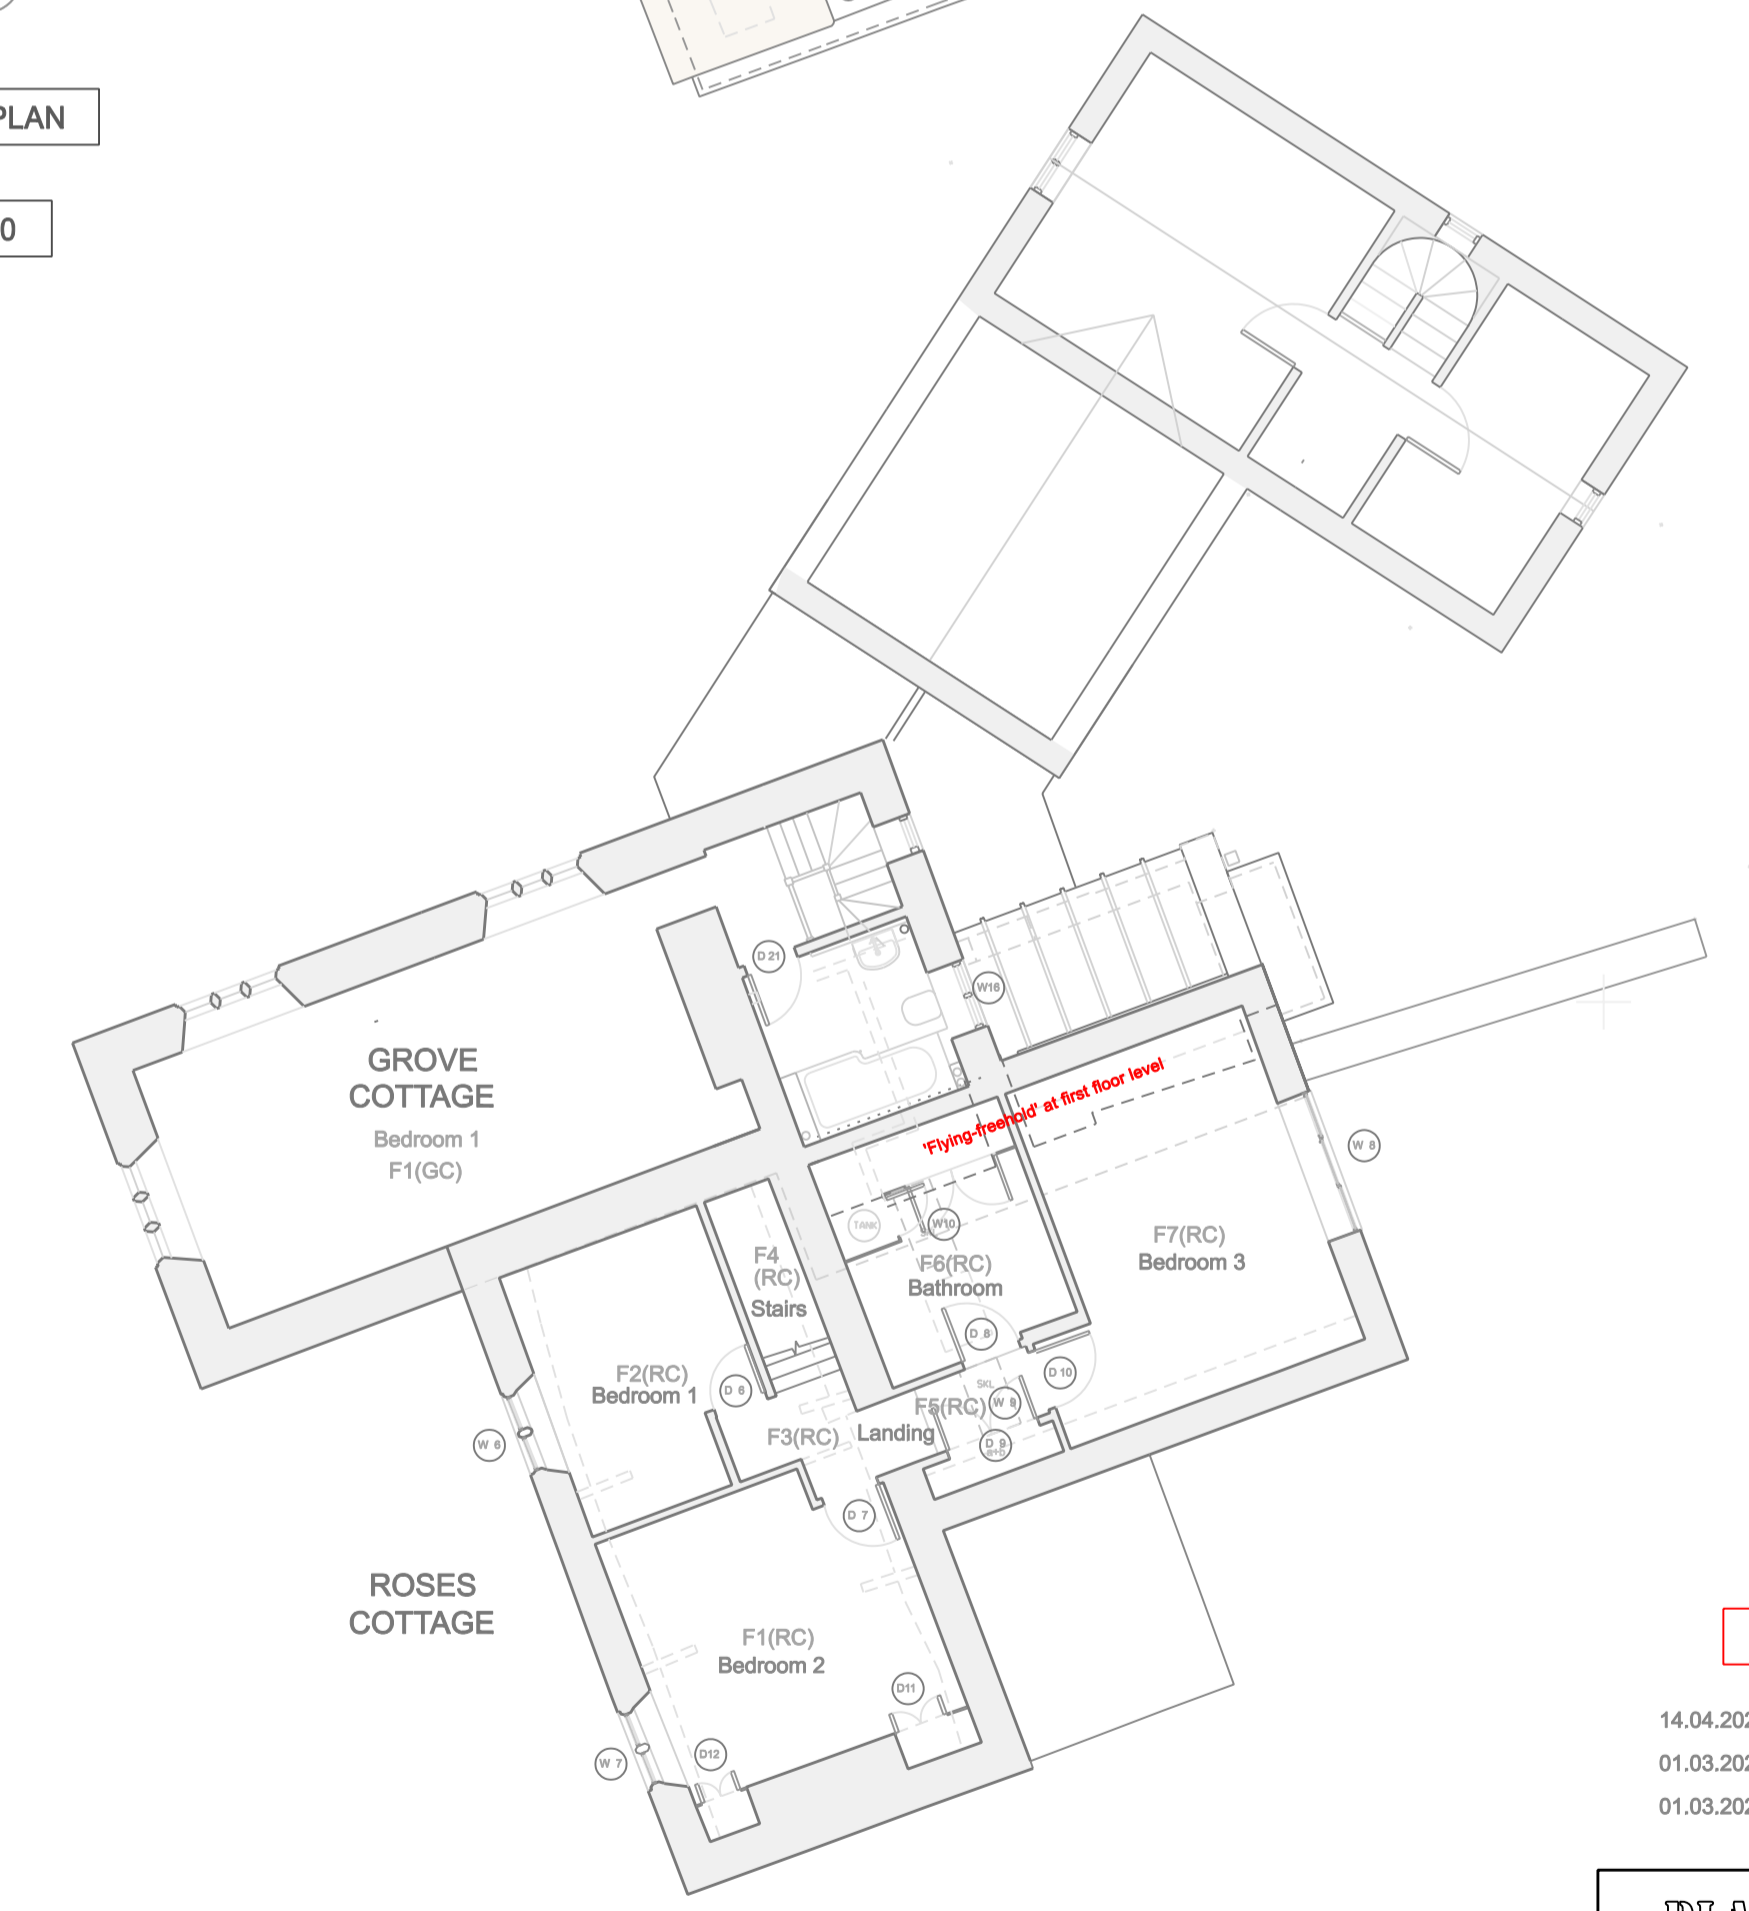 PLAN
0
D 21
W16
GROVE
COTTAGE
Bedroom 1
F1(GC)
'Flying-freehold' at first floor level
W 8
TANK
W10
F7(RC)
Bedroom 3
F4
(RC)
Stairs
F6(RC)
Bathroom
D 8
D 10
F2(RC)
Bedroom 1
D 6
SKL
F5(RC)
W 9
F3(RC)
Landing
D 9
a+b
W 6
D 7
ROSES
COTTAGE
F1(RC)
Bedroom 2
D11
D12
W 7
14.04.202
01.03.202
01.03.202